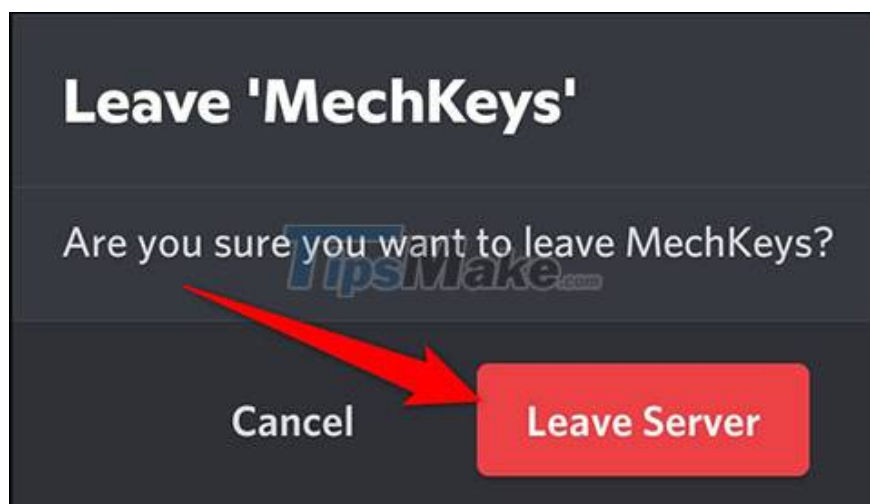 Leave 'MechKeys'
Are you sure you want to leave MechKeys?
TipsMake.com
Cancel
Leave Server